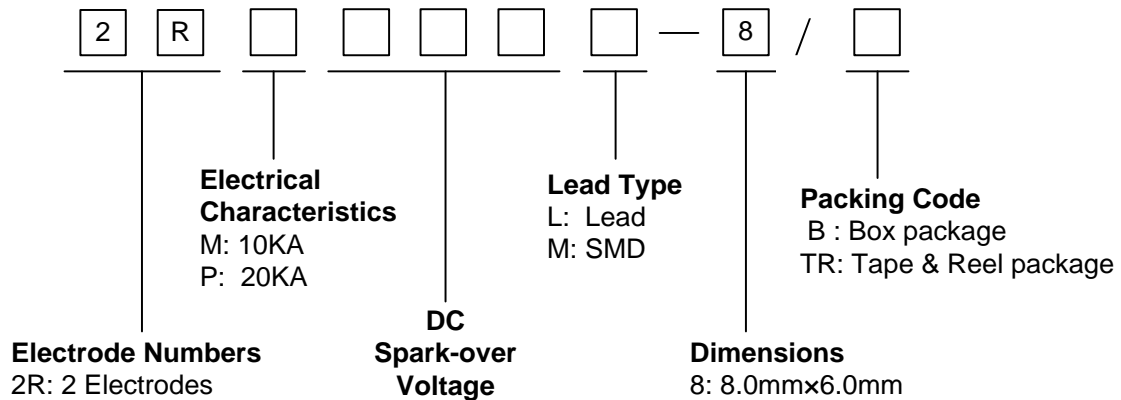 2 R — 8 /
Electrical
Characteristics
M: 10KA
P: 20KA
Lead Type
L: Lead
M: SMD
Packing Code
B : Box package
TR: Tape & Reel package
Electrode Numbers
2R: 2 Electrodes
DC
Spark-over
Voltage
Dimensions
8: 8.0mm×6.0mm